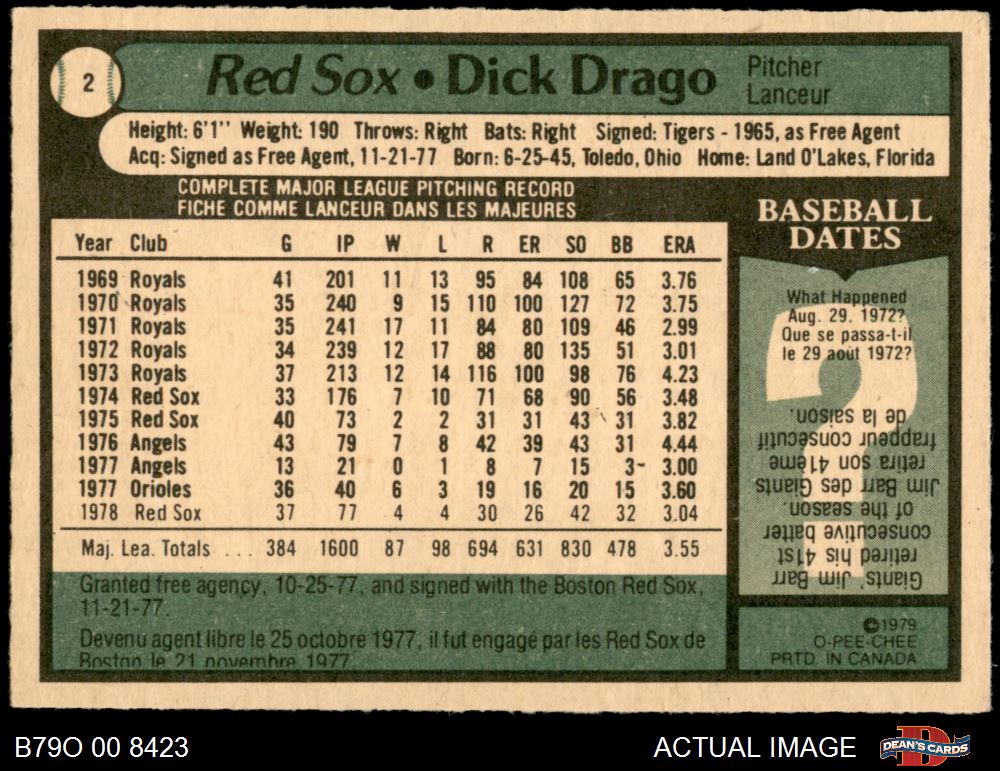 2
Red Sox • Dick Drago
Pitcher
Lanceur
Height: 6'1" Weight: 190 Throws: Right Bats: Right Signed: Tigers - 1965, as Free Agent
Acq: Signed as Free Agent, 11-21-77 Born: 6-25-45, Toledo, Ohio Home: Land O'Lakes, Florida
COMPLETE MAJOR LEAGUE PITCHING RECORD
FICHE COMME LANCEUR DANS LES MAJEURES
Year Club G IP W L R ER SO BB ERA
1969 Royals 41 201 11 13 95 84 108 65 3.76
1970 Royals 35 240 9 15 110 100 127 72 3.75
1971 Royals 35 241 17 11 84 80 109 46 2.99
1972 Royals 34 239 12 17 88 80 135 51 3.01
1973 Royals 37 213 12 14 116 100 98 76 4.23
1974 Red Sox 33 176 7 10 71 68 90 56 3.48
1975 Red Sox 40 73 2 2 31 31 43 31 3.82
1976 Angels 43 79 7 8 42 39 43 31 4.44
1977 Angels 13 21 0 1 8 7 15 3 3.00
1977 Orioles 36 40 6 3 19 16 20 15 3.60
1978 Red Sox 37 77 4 4 30 26 42 32 3.04
Maj. Lea. Totals ... 384 1600 87 98 694 631 830 478 3.55
Granted free agency, 10-25-77, and signed with the Boston Red Sox,
11-21-77.
Devenu agent libre le 25 octobre 1977, il fut engagé par les Red Sox de
Boston le 21 novembre 1977.
BASEBALL
DATES
What Happened
Aug. 29, 1972?
Que se passa-t-il
le 29 août 1972?
Giants' Jim Barr
retired his 41st
consecutive batter
of the season.
Jim Barr des Giants
retira son 41ème
frappeur consécutif
de la saison.
©1979
O-PEE-CHEE
PRTD. IN CANADA
B79O 00 8423
ACTUAL IMAGE
DEAN'S CARDS